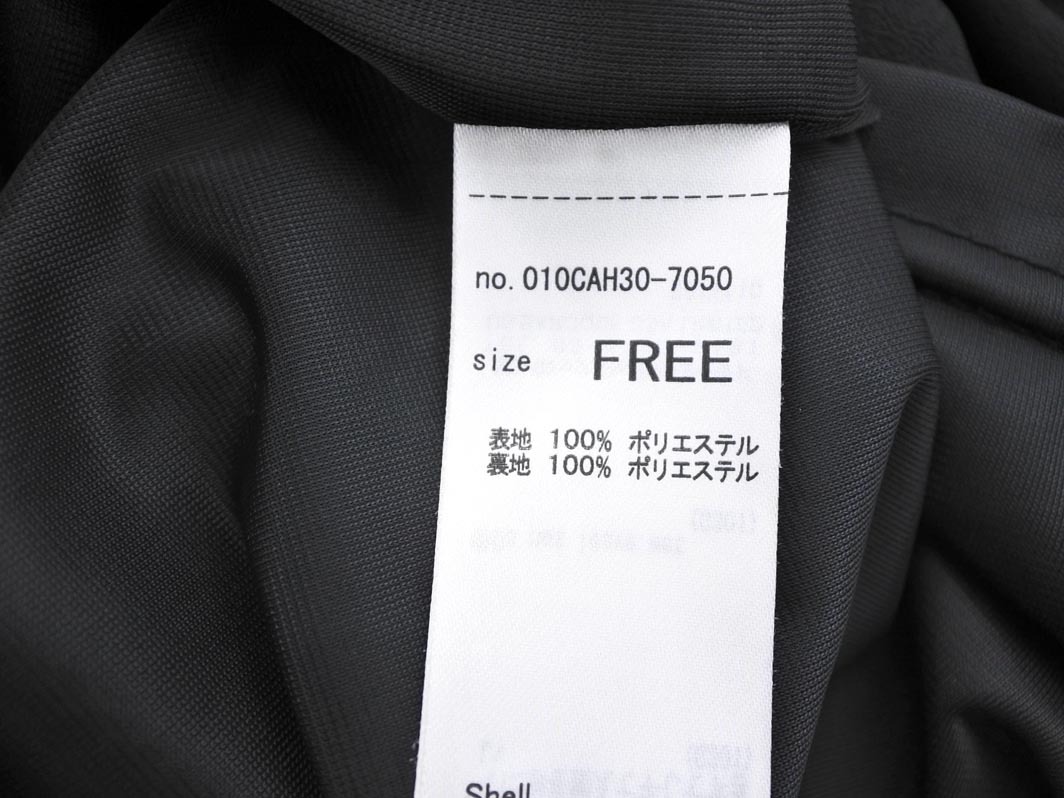 no.010CAH30-7050
size FREE
表地 100% ポリエステル
裏地 100% ポリエステル
Shell